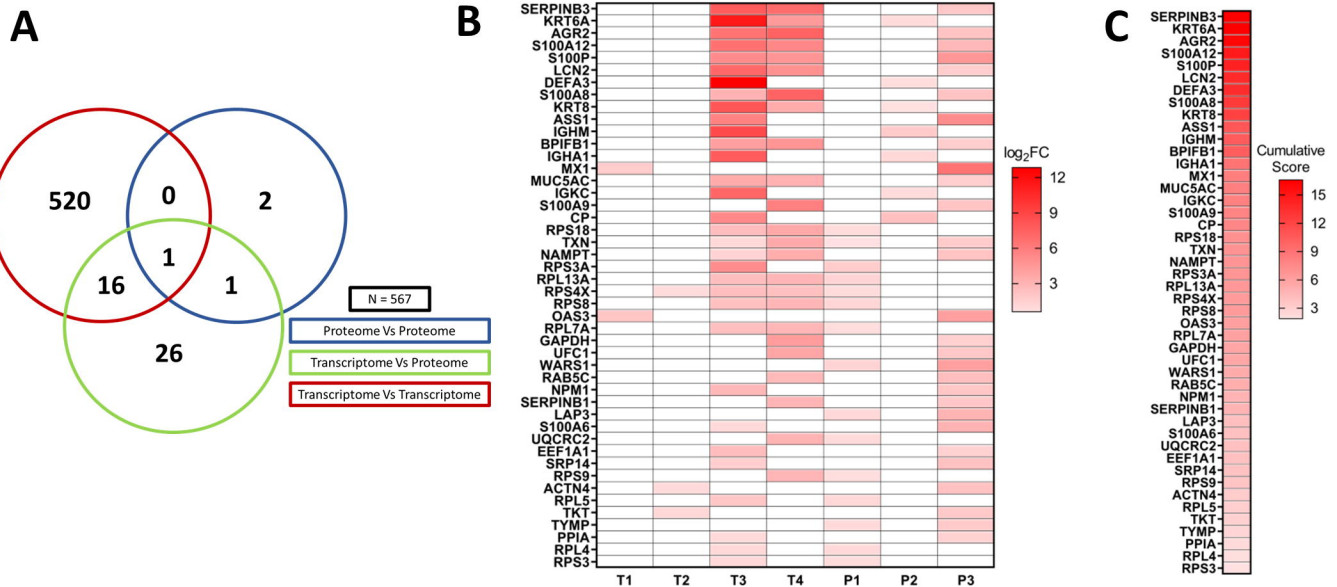 A
520
0
2
1
16
1
26
N = 567
Proteome Vs Proteome
Transcriptome Vs Proteome
Transcriptome Vs Transcriptome
B
SERPINB3
KRT6A
AGR2
S100A12
S100P
LCN2
DEFA3
S100A8
KRT8
ASS1
IGHM
BPIFB1
IGHA1
MX1
MUC5AC
IGKC
S100A9
CP
RPS18
TXN
NAMPT
RPS3A
RPL13A
RPS4X
RPS8
OAS3
RPL7A
GAPDH
UFC1
WARS1
RAB5C
NPM1
SERPINB1
LAP3
S100A6
UQCRC2
EEF1A1
SRP14
RPS9
ACTN4
RPL5
TKT
TYMP
PPIA
RPL4
RPS3
T1 T2 T3 T4 P1 P2 P3
log2FC
12
9
6
3
C
SERPINB3
KRT6A
AGR2
S100A12
S100P
LCN2
DEFA3
S100A8
KRT8
ASS1
IGHM
BPIFB1
IGHA1
MX1
MUC5AC
IGKC
S100A9
CP
RPS18
TXN
NAMPT
RPS3A
RPL13A
RPS4X
RPS8
OAS3
RPL7A
GAPDH
UFC1
WARS1
RAB5C
NPM1
SERPINB1
LAP3
S100A6
UQCRC2
EEF1A1
SRP14
RPS9
ACTN4
RPL5
TKT
TYMP
PPIA
RPL4
RPS3
Cumulative
Score
15
12
9
6
3